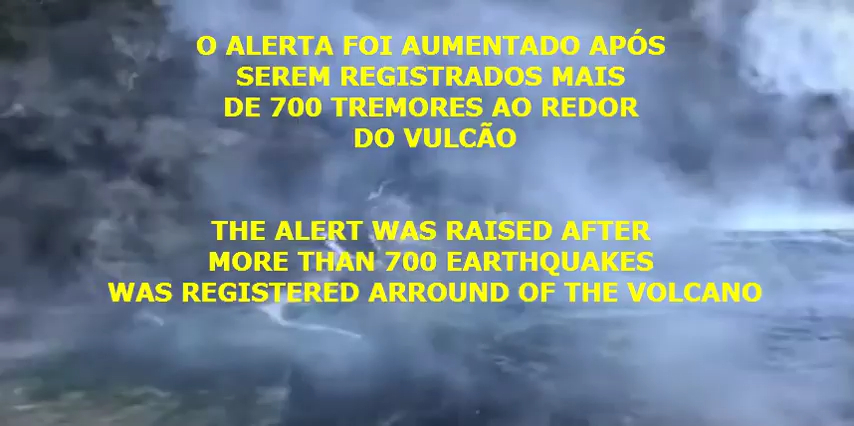 O ALERTA FOI AUMENTADO APÓS
SEREM REGISTRADOS MAIS
DE 700 TREMORES AO REDOR
DO VULCÃO
THE ALERT WAS RAISED AFTER
MORE THAN 700 EARTHQUAKES
WAS REGISTERED ARROUND OF THE VOLCANO